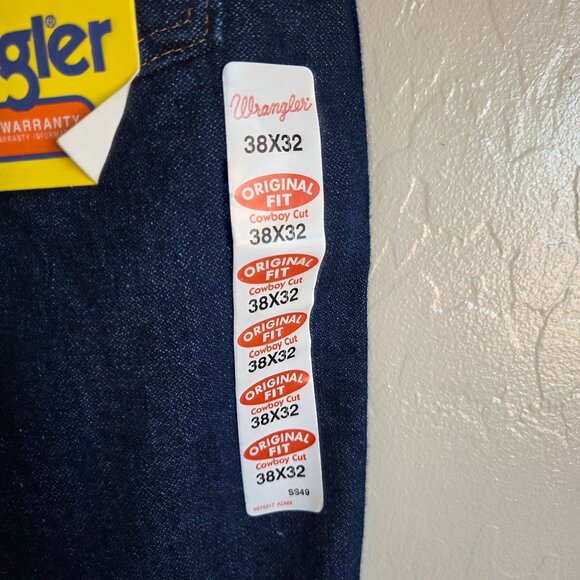 gler®
WARRANTY
Wrangler®
38X32
ORIGINAL
FIT
Cowboy Cut
38X32
ORIGINAL
FIT
Cowboy Cut
38X32
ORIGINAL
FIT
Cowboy Cut
38X32
ORIGINAL
FIT
Cowboy Cut
38X32
ORIGINAL
FIT
Cowboy Cut
38X32
SS49